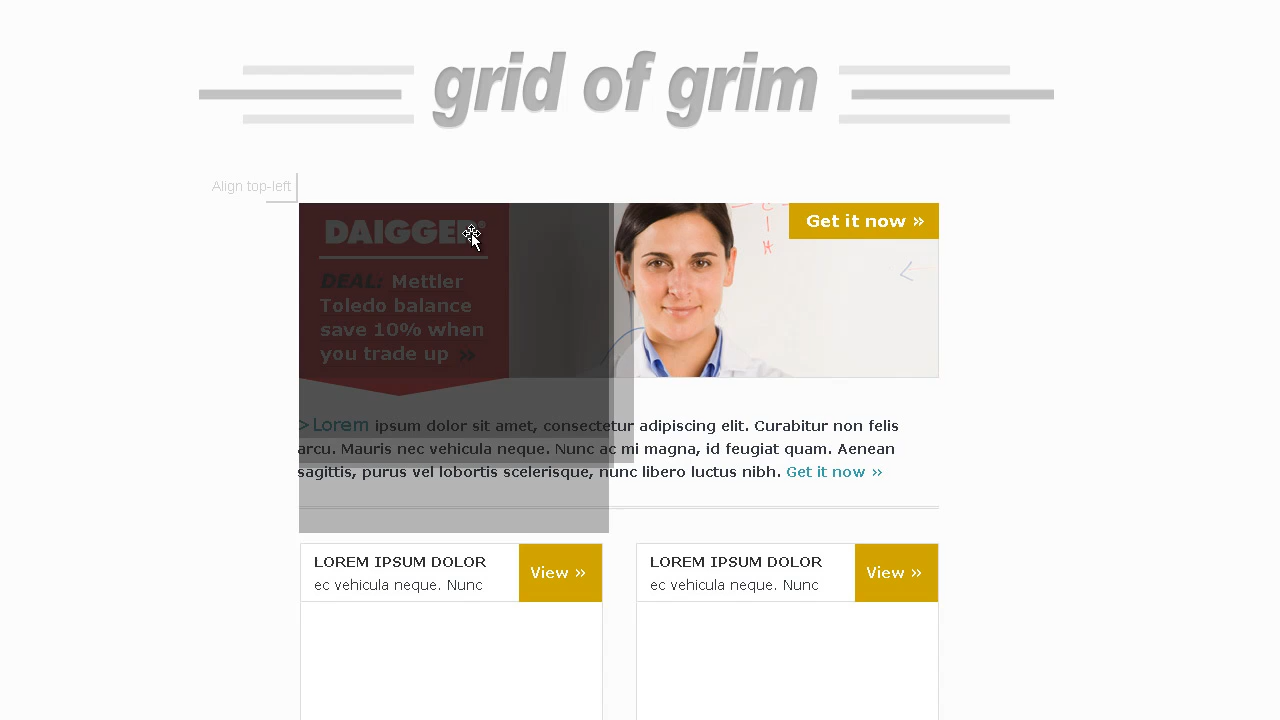 grid of grim
Align top-left
DAIGGER
Get it now »
DEAL: Mettler
Toledo balance
save 10% when
you trade up »
>Lorem ipsum dolor sit amet, consectetur adipiscing elit. Curabitur non felis
arcu. Mauris nec vehicula neque. Nunc ac mi magna, id feugiat quam. Aenean
sagittis, purus vel lobortis scelerisque, nunc libero luctus nibh. Get it now »
LOREM IPSUM DOLOR
ec vehicula neque. Nunc
View »
LOREM IPSUM DOLOR
ec vehicula neque. Nunc
View »